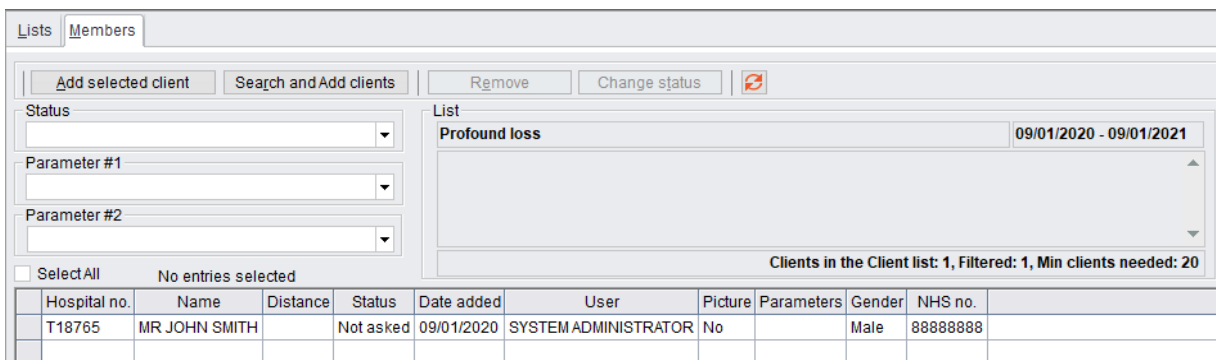 Lists Members
Add selected client Search and Add clients Remove Change status
Status
List
Profound loss 09/01/2020 - 09/01/2021
Parameter #1
Parameter #2
Clients in the Client list: 1, Filtered: 1, Min clients needed: 20
Select All No entries selected
Hospital no. Name Distance Status Date added User Picture Parameters Gender NHS no.
T18765 MR JOHN SMITH Not asked 09/01/2020 SYSTEM ADMINISTRATOR No Male 88888888